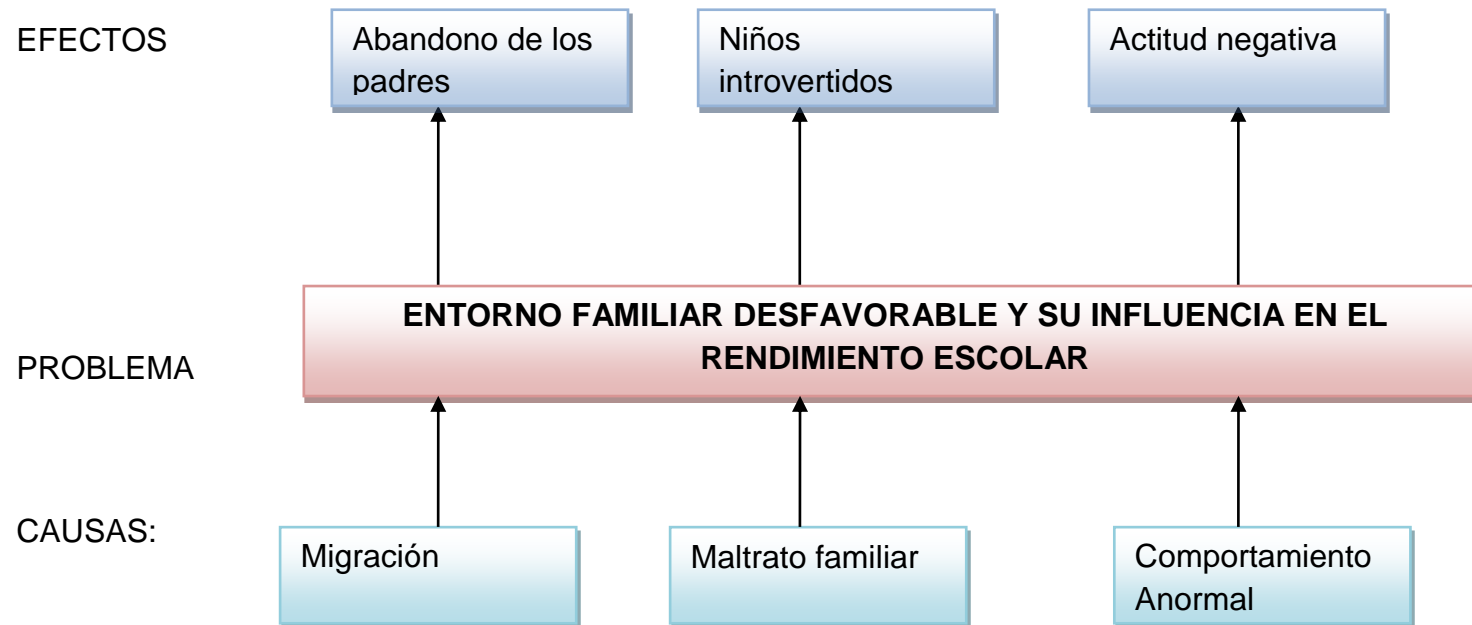 EFECTOS
Abandono de los
padres
Niños
introvertidos
Actitud negativa
ENTORNO FAMILIAR DESFAVORABLE Y SU INFLUENCIA EN EL
RENDIMIENTO ESCOLAR
PROBLEMA
CAUSAS:
Migración
Maltrato familiar
Comportamiento
Anormal